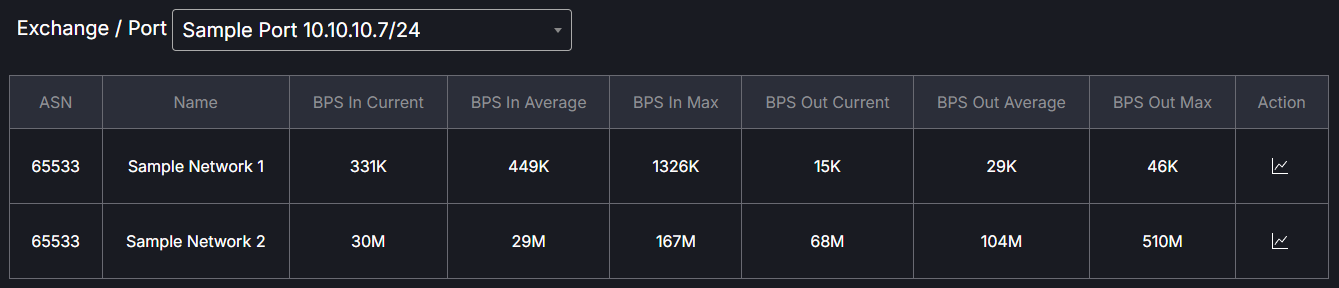 Exchange / Port Sample Port 10.10.10.7/24
ASN Name BPS In Current BPS In Average BPS In Max BPS Out Current BPS Out Average BPS Out Max Action
65533 Sample Network 1 331K 449K 1326K 15K 29K 46K
65533 Sample Network 2 30M 29M 167M 68M 104M 510M